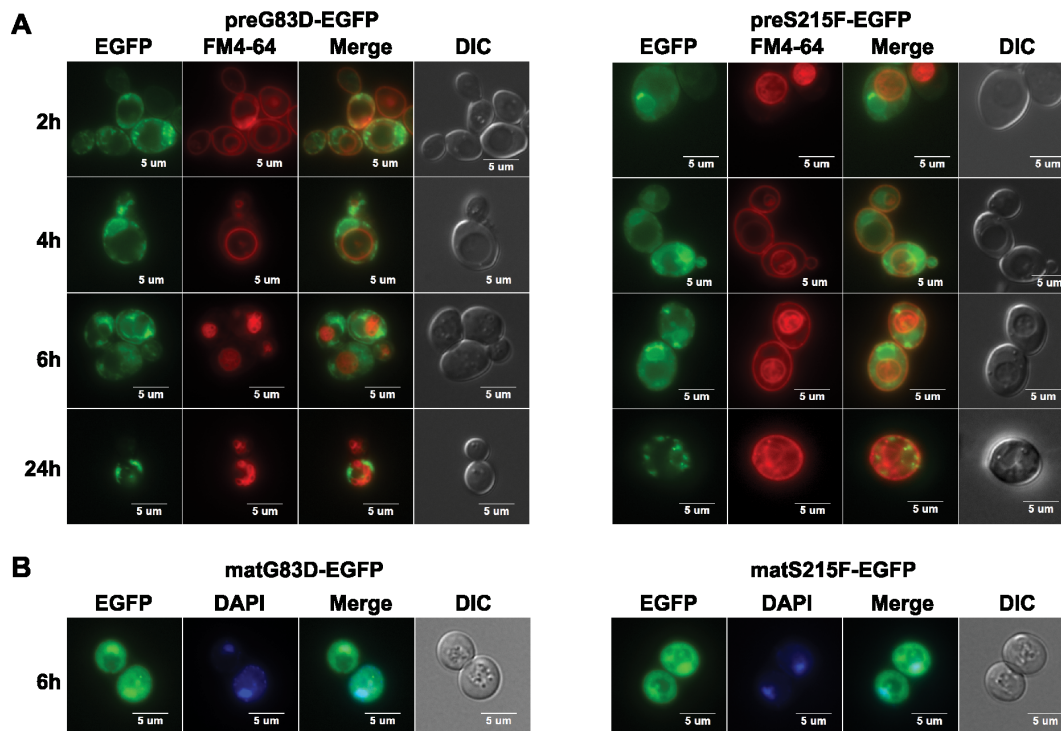 A
preG83D-EGFP preS215F-EGFP
EGFP FM4-64 Merge DIC EGFP FM4-64 Merge DIC
2h
5 um 5 um 5 um 5 um 5 um 5 um 5 um 5 um
4h
5 um 5 um 5 um 5 um 5 um 5 um 5 um 5 um
6h
5 um 5 um 5 um 5 um 5 um 5 um 5 um 5 um
24h
5 um 5 um 5 um 5 um 5 um 5 um 5 um 5 um
B
matG83D-EGFP matS215F-EGFP
EGFP DAPI Merge DIC EGFP DAPI Merge DIC
6h
5 um 5 um 5 um 5 um 5 um 5 um 5 um 5 um